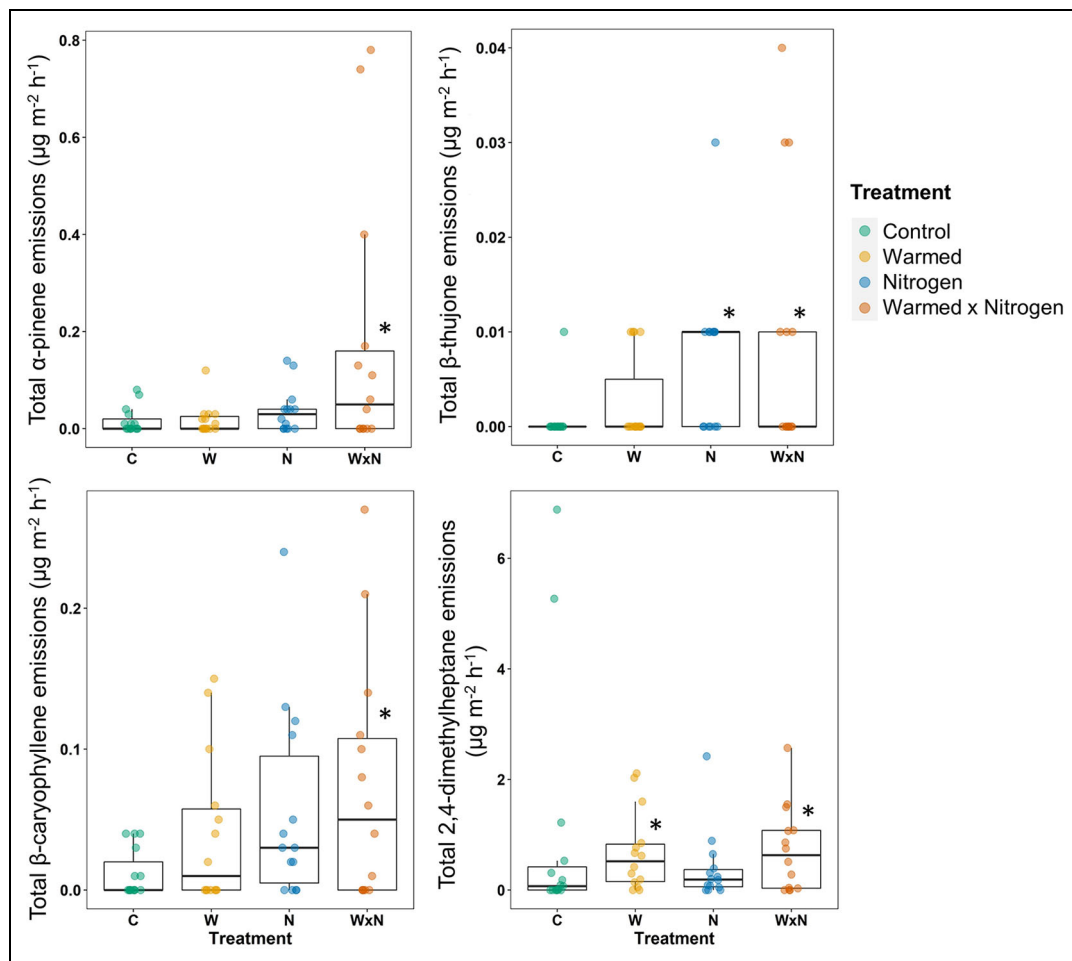 Total α-pinene emissions (µg m-2 h-1)
0.8
0.6
0.4
0.2
0.0
*
C W N WxN
Total β-thujone emissions (µg m-2 h-1)
0.04
0.03
0.02
0.01
0.00
* *
C W N WxN
Treatment
Control
Warmed
Nitrogen
Warmed x Nitrogen
Total β-caryophyllene emissions (µg m-2 h-1)
0.2
0.1
0.0
*
C W N WxN
Treatment
Total 2,4-dimethylheptane emissions
(µg m-2 h-1)
6
4
2
0
* *
C W N WxN
Treatment